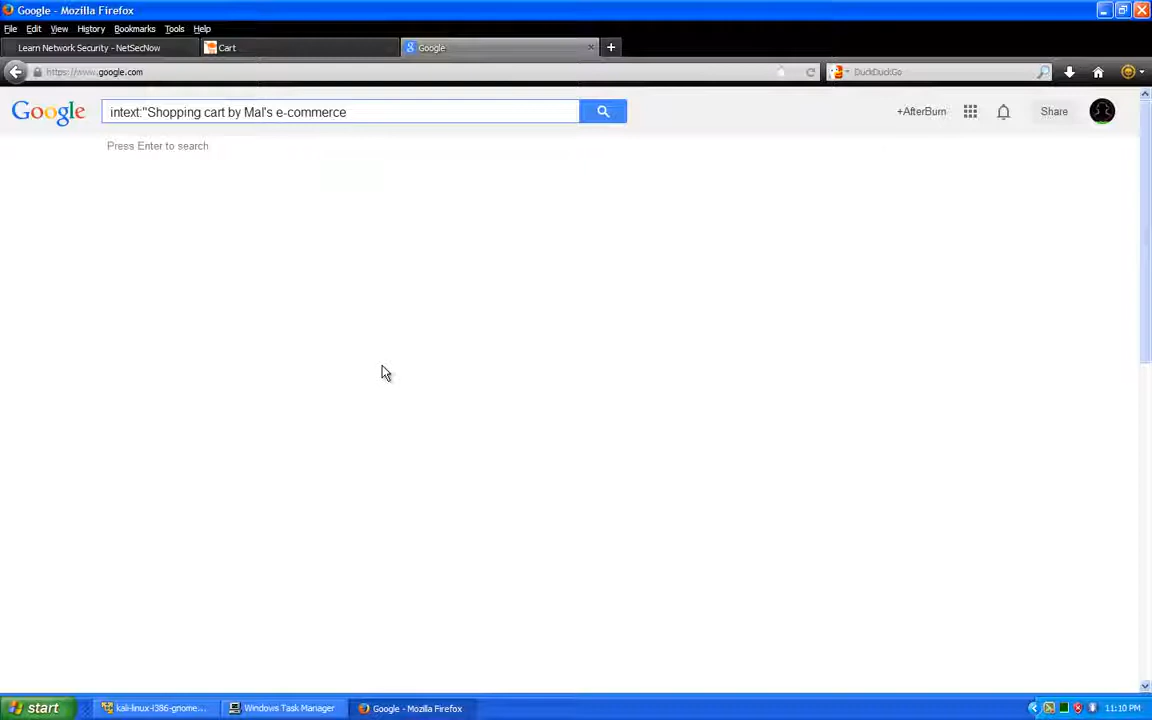 Google - Mozilla Firefox
File Edit View History Bookmarks Tools Help
Learn Network Security - NetSecNow Cart Google
https://www.google.com DuckDuckGo
Google intext:"Shopping cart by Mal's e-commerce +AfterBurn Share
Press Enter to search
start kali-linux-i386-gnome... Windows Task Manager Google - Mozilla Firefox 11:10 PM